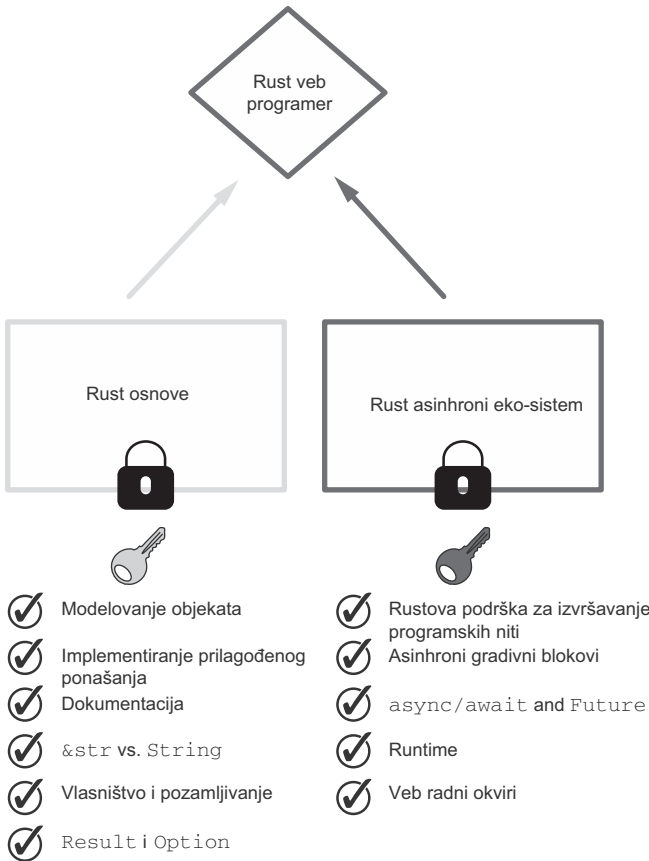 Rust veb
programer
Rust osnove
Rust asinhroni eko-sistem
Modelovanje objekata
Implementiranje prilagođenog
ponašanja
Dokumentacija
&str vs. String
Vlasništvo i pozamljivanje
Result i Option
Rustova podrška za izvršavanje
programskih niti
Asinhroni gradivni blokovi
async/await and Future
Runtime
Veb radni okviri